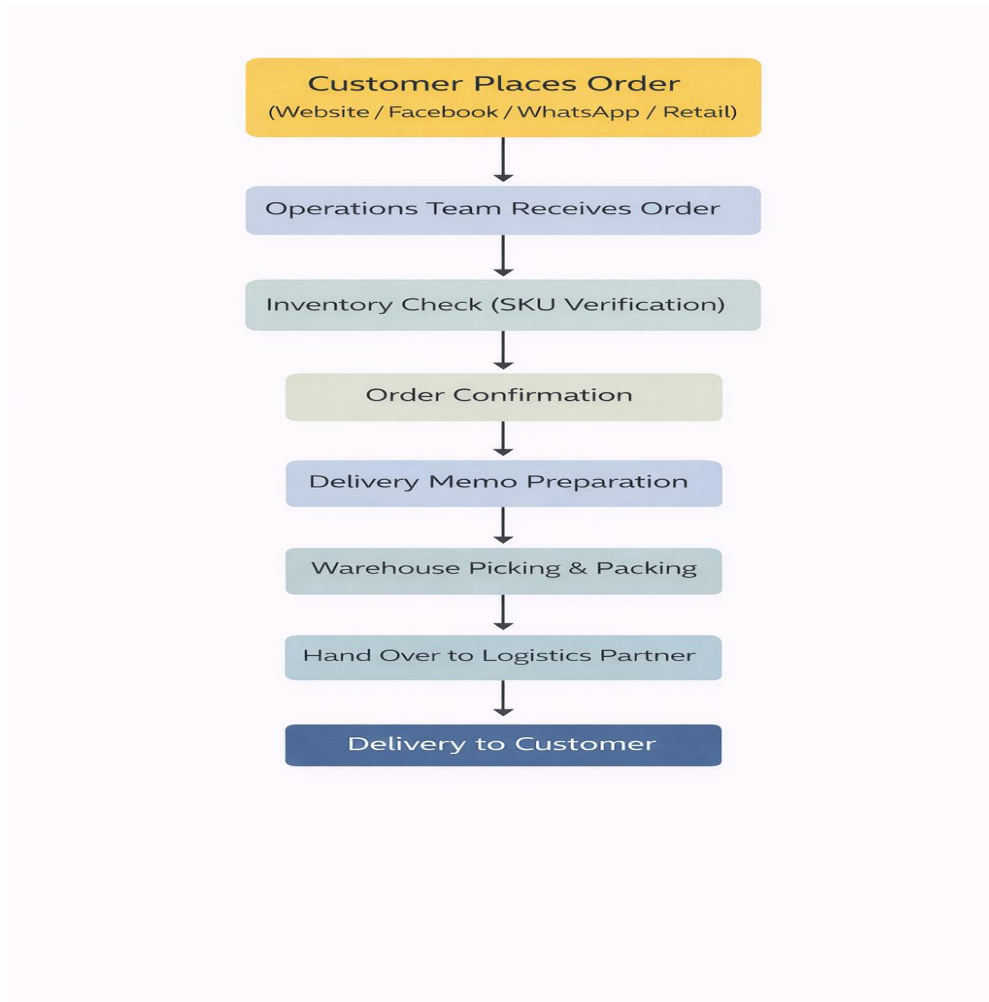 Customer Places Order
(Website / Facebook / WhatsApp / Retail)
Operations Team Receives Order
Inventory Check (SKU Verification)
Order Confirmation
Delivery Memo Preparation
Warehouse Picking & Packing
Hand Over to Logistics Partner
Delivery to Customer